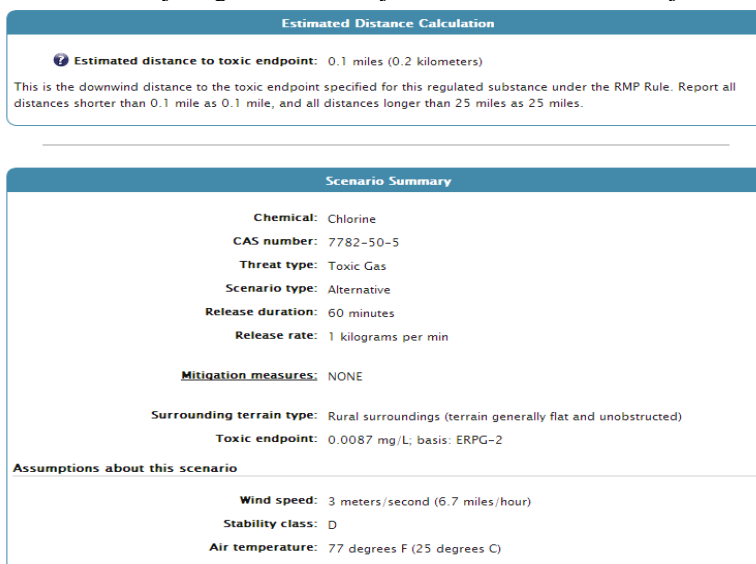 Estimated Distance Calculation
? Estimated distance to toxic endpoint: 0.1 miles (0.2 kilometers)
This is the downwind distance to the toxic endpoint specified for this regulated substance under the RMP Rule. Report all
distances shorter than 0.1 mile as 0.1 mile, and all distances longer than 25 miles as 25 miles.
Scenario Summary
Chemical: Chlorine
CAS number: 7782-50-5
Threat type: Toxic Gas
Scenario type: Alternative
Release duration: 60 minutes
Release rate: 1 kilograms per min
Mitigation measures: NONE
Surrounding terrain type: Rural surroundings (terrain generally flat and unobstructed)
Toxic endpoint: 0.0087 mg/L; basis: ERPG-2
Assumptions about this scenario
Wind speed: 3 meters/second (6.7 miles/hour)
Stability class: D
Air temperature: 77 degrees F (25 degrees C)